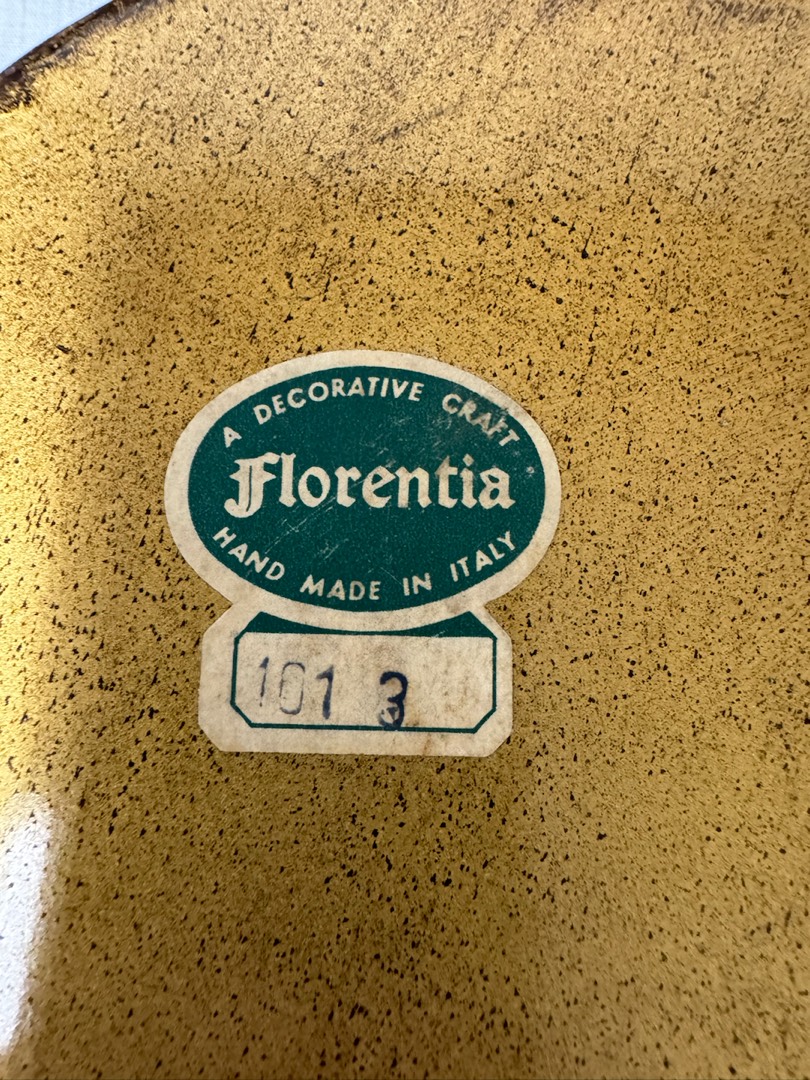 A DECORATIVE CRAFT
Florentia
HAND MADE IN ITALY
101 3